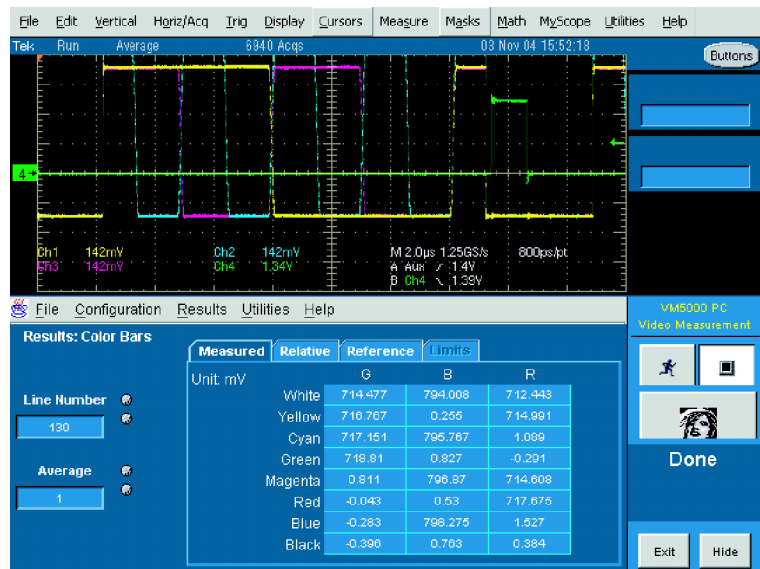 File Edit Vertical Horiz/Acq Trig Display Cursors Measure Masks Math MyScope Utilities Help
Tek Run Average 6940 Acqs 03 Nov 04 15:52:18
Buttons
4
Ch1 142mV Ch2 142mV M 2.0µs 1.25GS/s 800ps/pt
Ch3 142mV Ch4 1.34V A Aux 1.4V
B Ch4 1.39V
File Configuration Results Utilities Help
VM5000 PC
Video Measurement
Results: Color Bars
Measured Relative Reference Limits
Unit: mV G B R
White 714.477 794.008 712.443
Yellow 716.767 0.255 714.991
Cyan 717.151 795.767 1.089
Green 718.81 0.827 -0.291
Magenta 0.811 796.87 714.608
Red -0.043 0.53 717.675
Blue -0.283 798.275 1.527
Black -0.396 0.763 0.384
Line Number
130
Average
1
Done
Exit Hide